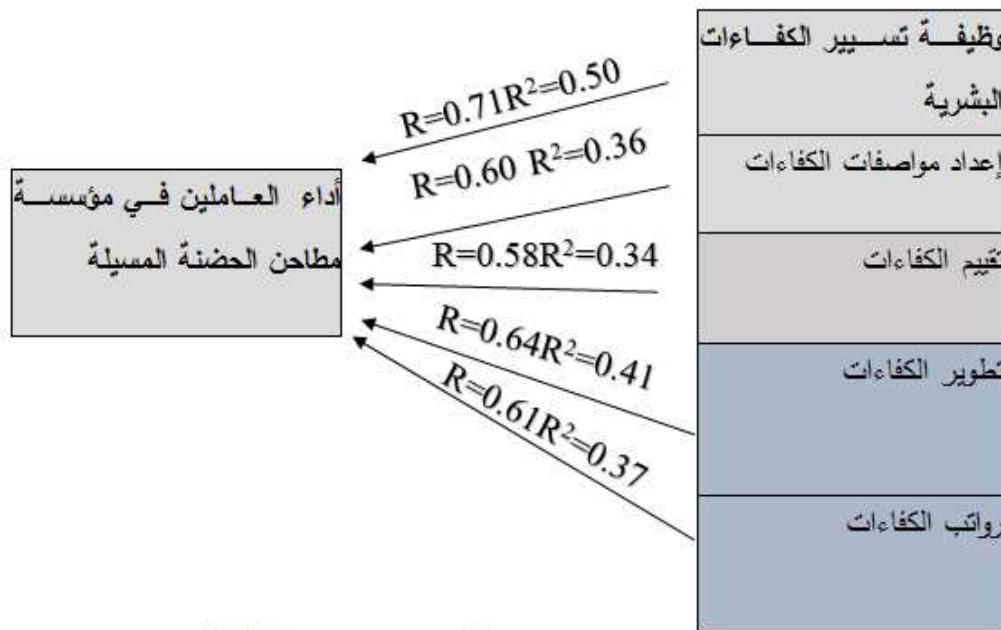 وظيفة تسيير الكفاءات
البشرية
إعداد مواصفات الكفاءات
تقييم الكفاءات
تطوير الكفاءات
رواتب الكفاءات
R=0.71R²=0.50
R=0.60 R²=0.36
R=0.58R²=0.34
R=0.64R²=0.41
R=0.61R²=0.37
أداء العاملين في مؤسسة
مطاحن الحضنة المسيلة